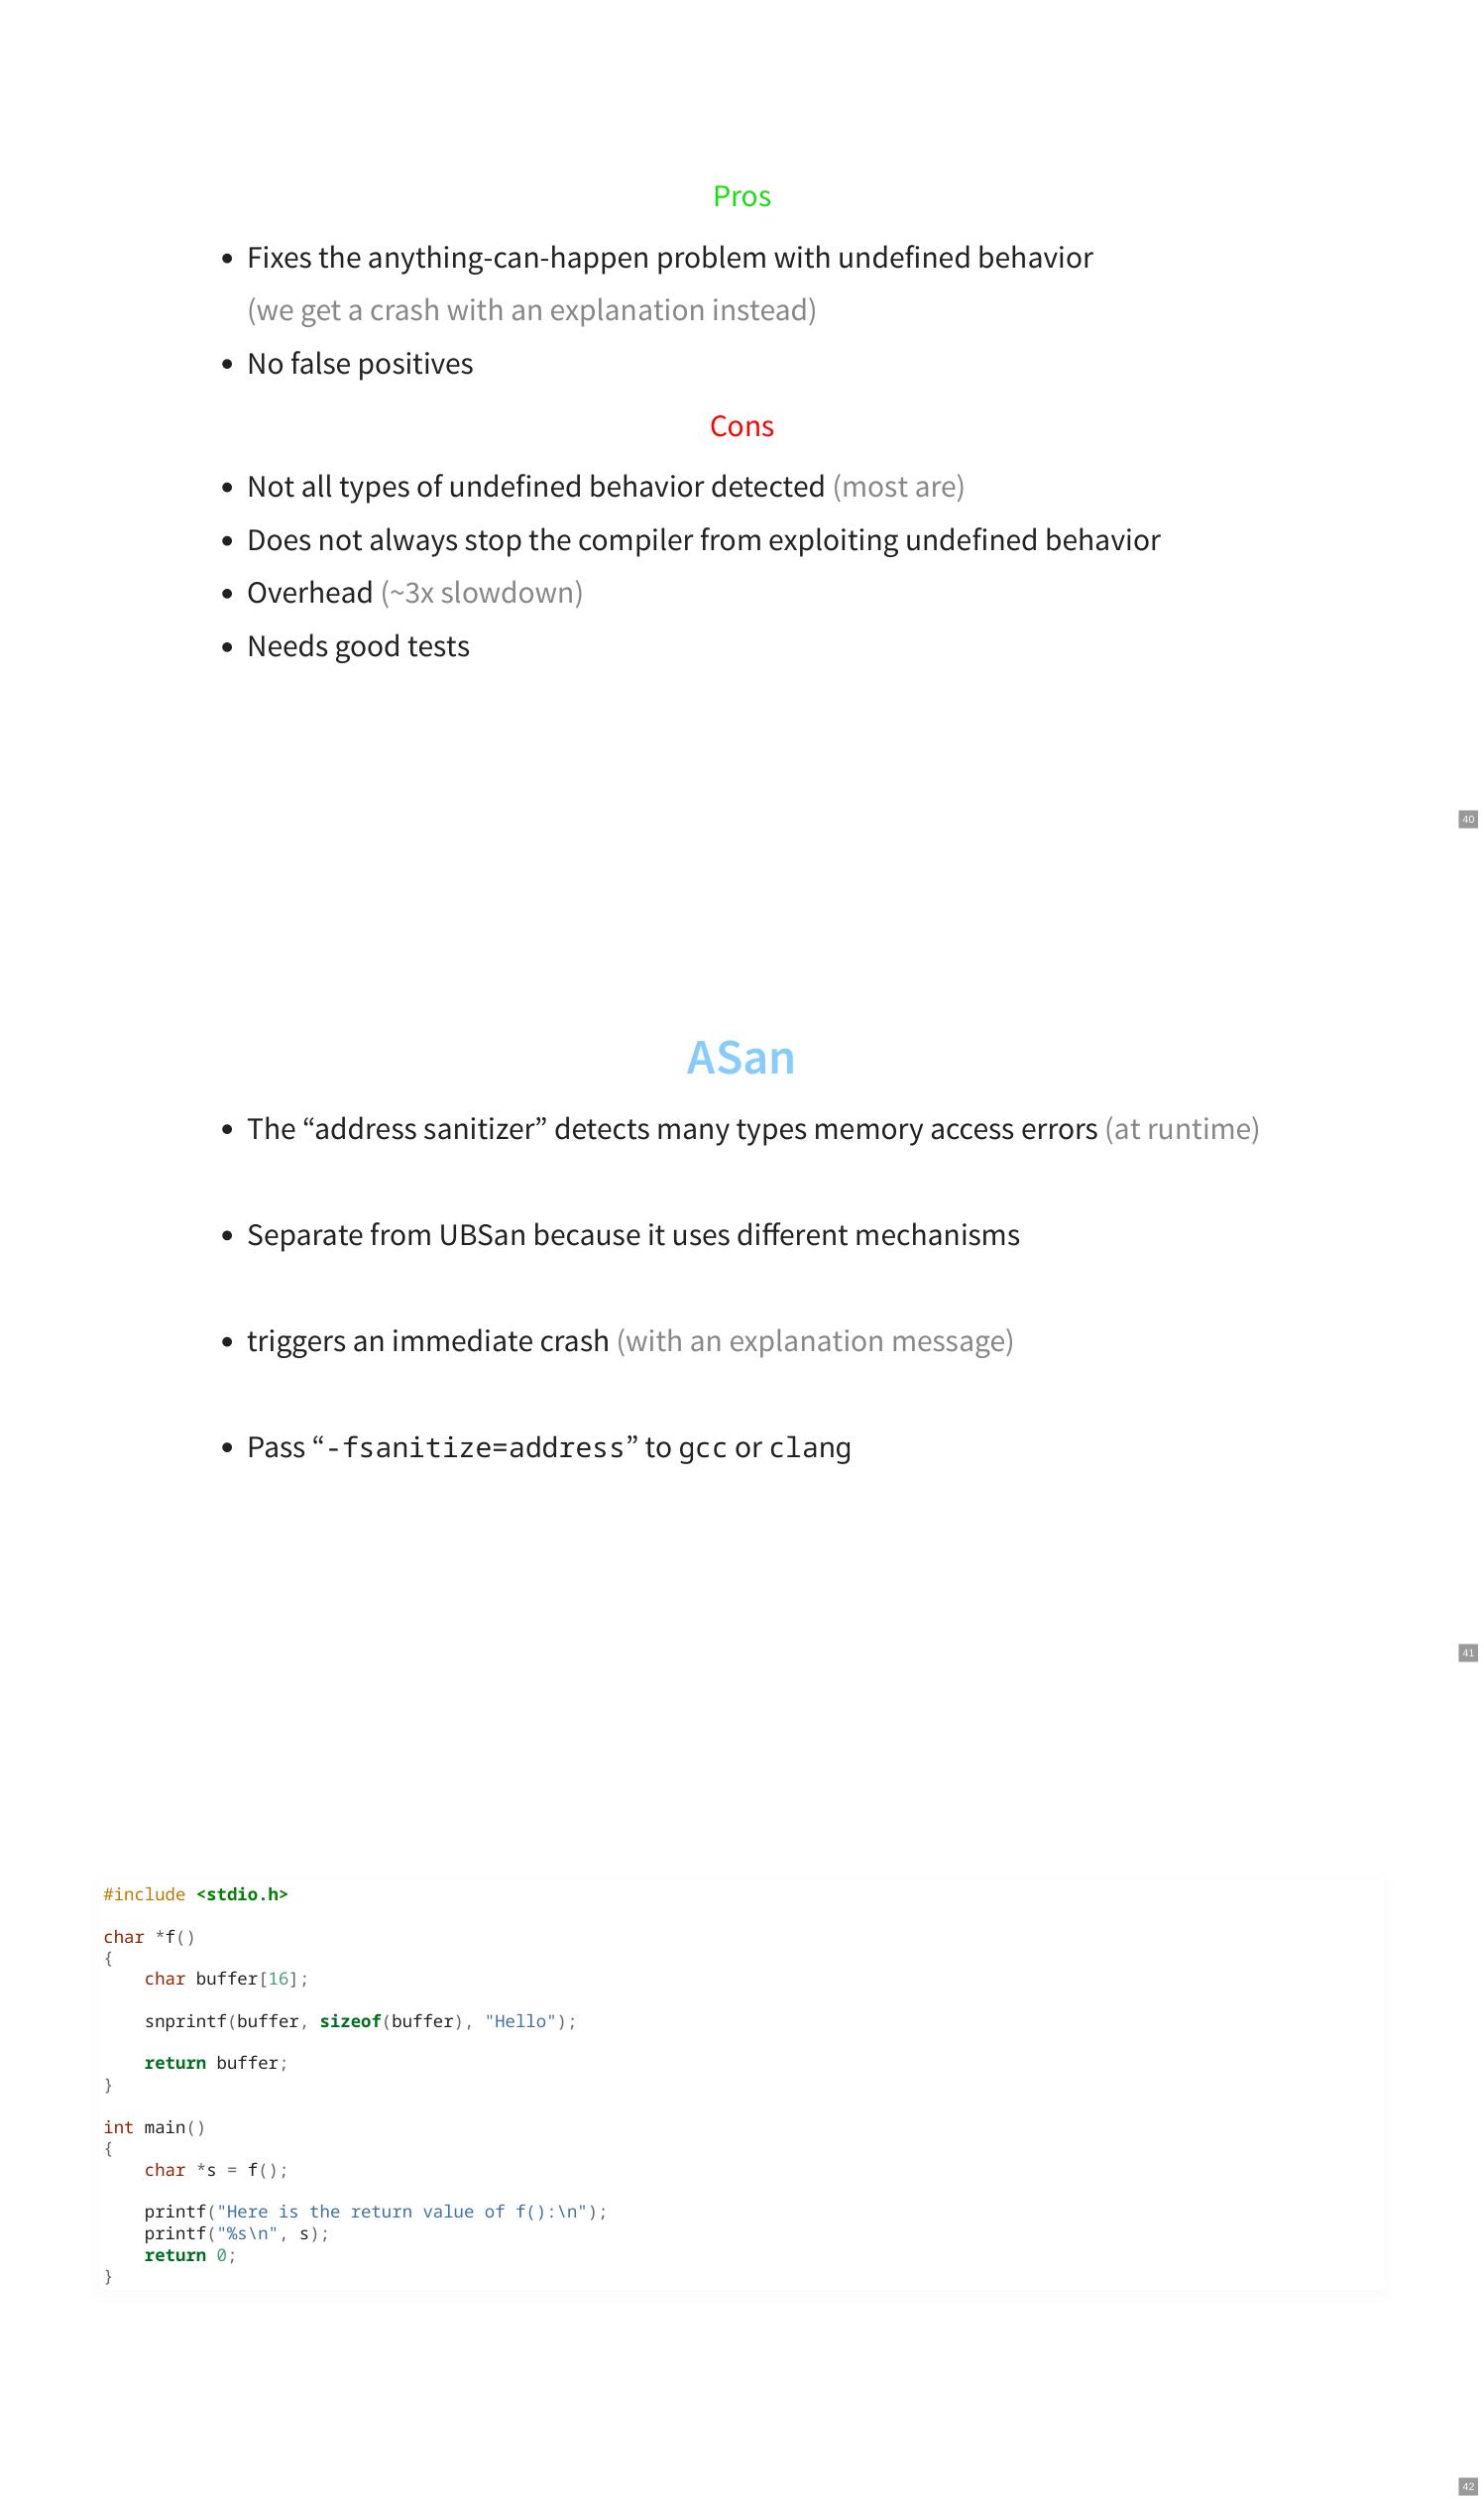 Pros
• Fixes the anything-can-happen problem with undefined behavior
(we get a crash with an explanation instead)
• No false positives
Cons
• Not all types of undefined behavior detected (most are)
• Does not always stop the compiler from exploiting undefined behavior
• Overhead (~3x slowdown)
• Needs good tests
40
ASan
• The “address sanitizer” detects many types memory access errors (at runtime)
• Separate from UBSan because it uses different mechanisms
• triggers an immediate crash (with an explanation message)
• Pass “-fsanitize=address” to gcc or clang
41
#include <stdio.h>
char *f()
{
    char buffer[16];
    snprintf(buffer, sizeof(buffer), "Hello");
    return buffer;
}
int main()
{
    char *s = f();
    printf("Here is the return value of f():\n");
    printf("%s\n", s);
    return 0;
}
42